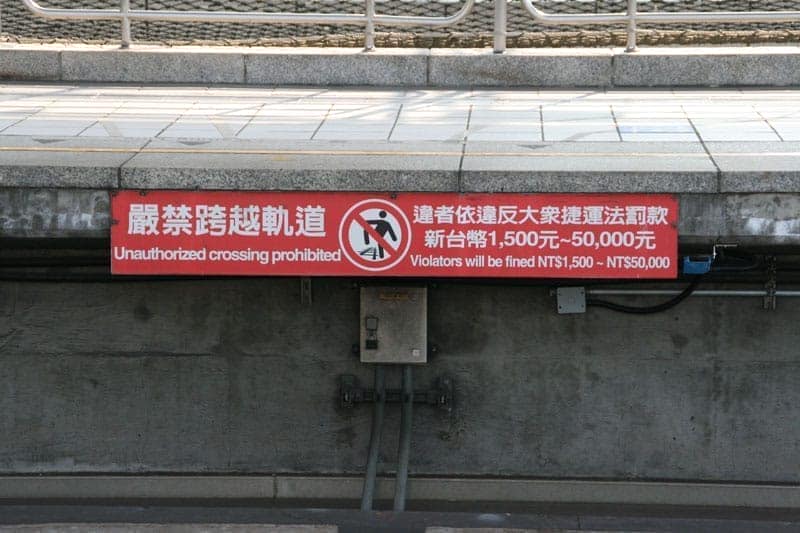 嚴禁跨越軌道
Unauthorized crossing prohibited
違者依違反大眾捷運法罰款
新台幣1,500元~50,000元
Violators will be fined NT$1,500 ~ NT$50,000